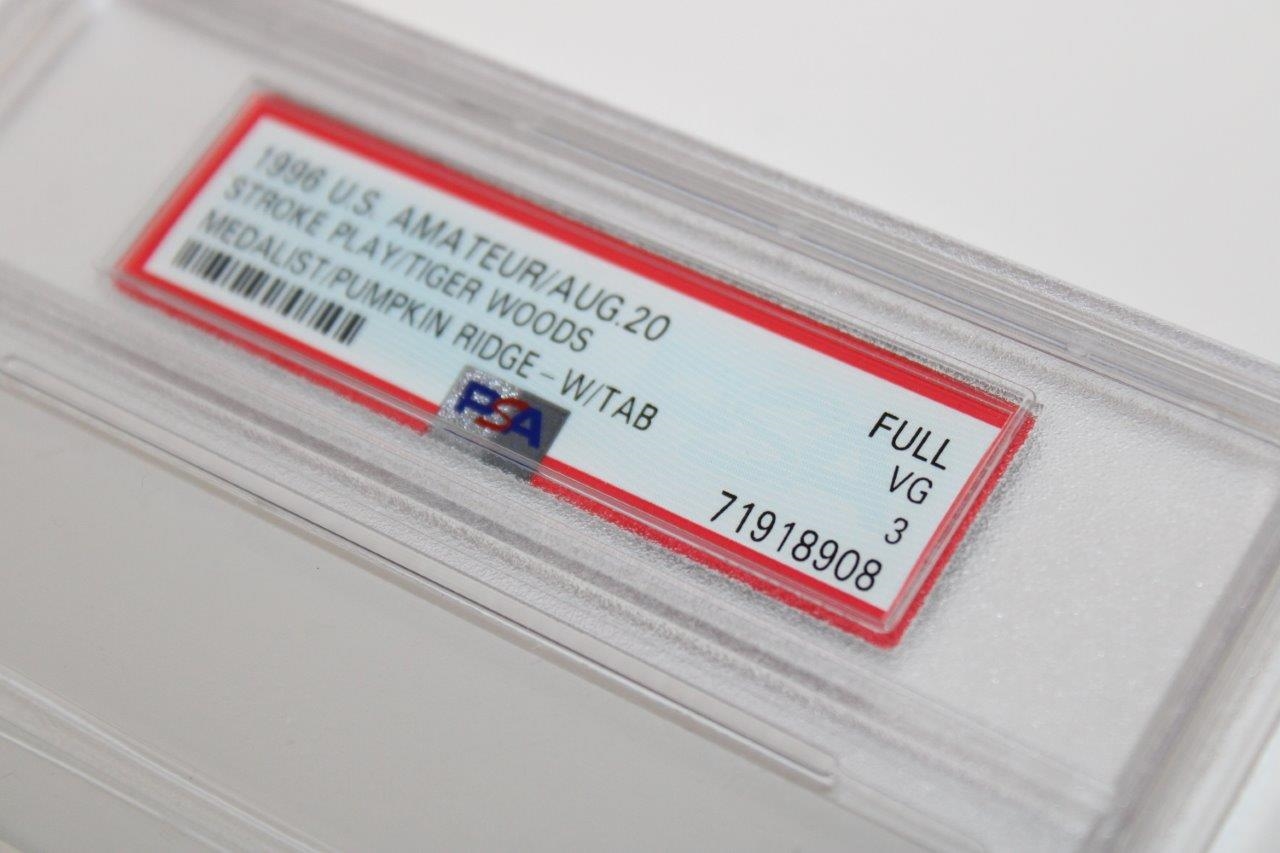 1996 U.S. AMATEUR/AUG.20
STROKE PLAY/TIGER WOODS
MEDALIST/PUMPKIN RIDGE – W/TAB
PSA
FULL
VG
3
71918908